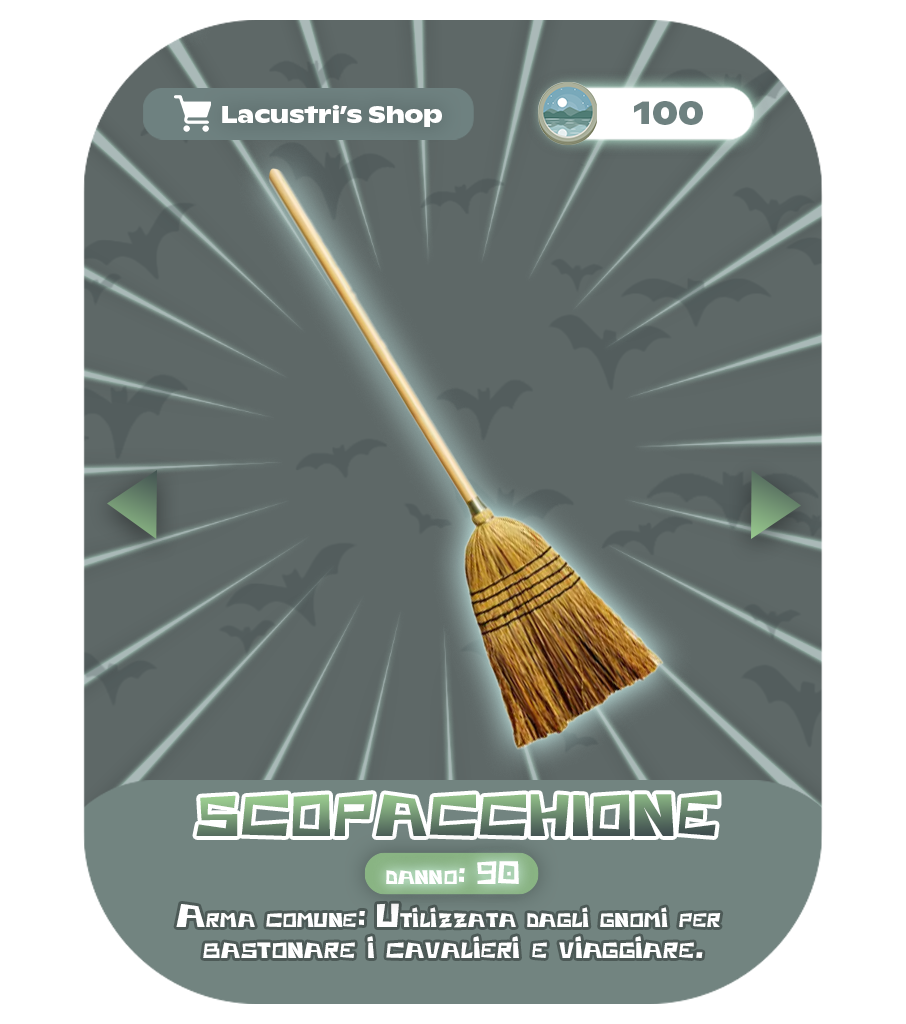 Lacustri's Shop
100
SCOPACCHIONE
DANNO: 90
ARMA COMUNE: UTILIZZATA DAGLI GNOMI PER
BASTONARE I CAVALIERI E VIAGGIARE.